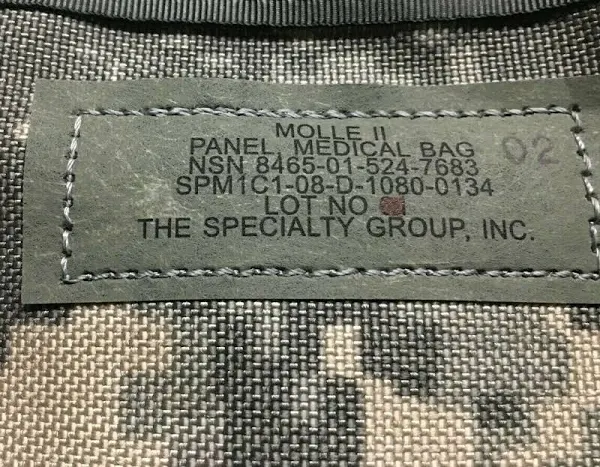 MOLLE II
PANEL, MEDICAL BAG
02
NSN 8465-01-524-7683
SPM1C1-08-D-1080-0134
LOT NO
THE SPECIALTY GROUP, INC.